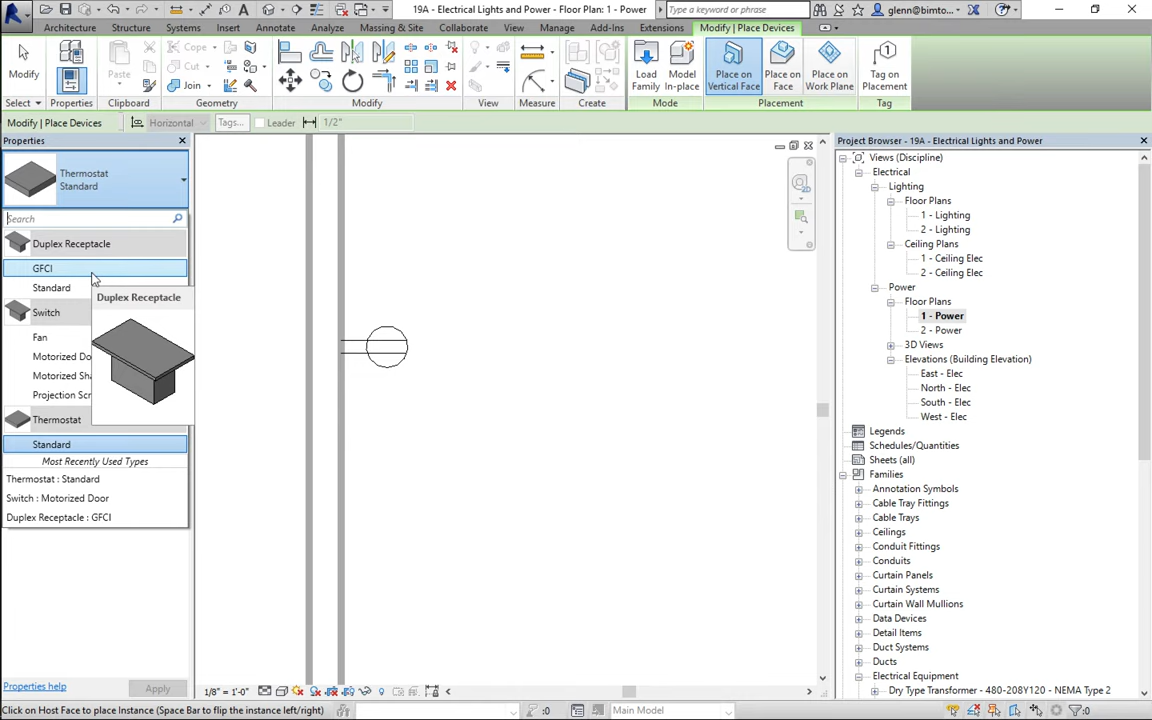 19A - Electrical Lights and Power - Floor Plan: 1 - Power
Type a keyword or phrase
glenn@bimto...
Architecture Structure Systems Insert Annotate Analyze Massing & Site Collaborate View Manage Add-Ins Extensions Modify | Place Devices
Modify
Paste
Cope
Cut
Join
Load Family
Model In-place
Place on Vertical Face
Place on Face
Place on Work Plane
Tag on Placement
Select Properties Clipboard Geometry Modify View Measure Create Mode Placement Tag
Modify | Place Devices Horizontal Tags... Leader 1/2"
Properties
Thermostat
Standard
Search
Duplex Receptacle
GFCI
Standard
Duplex Receptacle
Switch
Fan
Motorized Do
Motorized Sha
Projection Scr
Thermostat
Standard
Most Recently Used Types
Thermostat : Standard
Switch : Motorized Door
Duplex Receptacle : GFCI
Properties help
Apply
Project Browser - 19A - Electrical Lights and Power
Views (Discipline)
Electrical
Lighting
Floor Plans
1 - Lighting
2 - Lighting
Ceiling Plans
1 - Ceiling Elec
2 - Ceiling Elec
Power
Floor Plans
1 - Power
2 - Power
3D Views
Elevations (Building Elevation)
East - Elec
North - Elec
South - Elec
West - Elec
Legends
Schedules/Quantities
Sheets (all)
Families
Annotation Symbols
Cable Tray Fittings
Cable Trays
Ceilings
Conduit Fittings
Conduits
Curtain Panels
Curtain Systems
Curtain Wall Mullions
Data Devices
Detail Items
Duct Systems
Ducts
Electrical Equipment
Dry Type Transformer - 480-208Y120 - NEMA Type 2
1/8" = 1'-0"
Click on Host Face to place Instance (Space Bar to flip the instance left/right)
:0
Main Model
:0